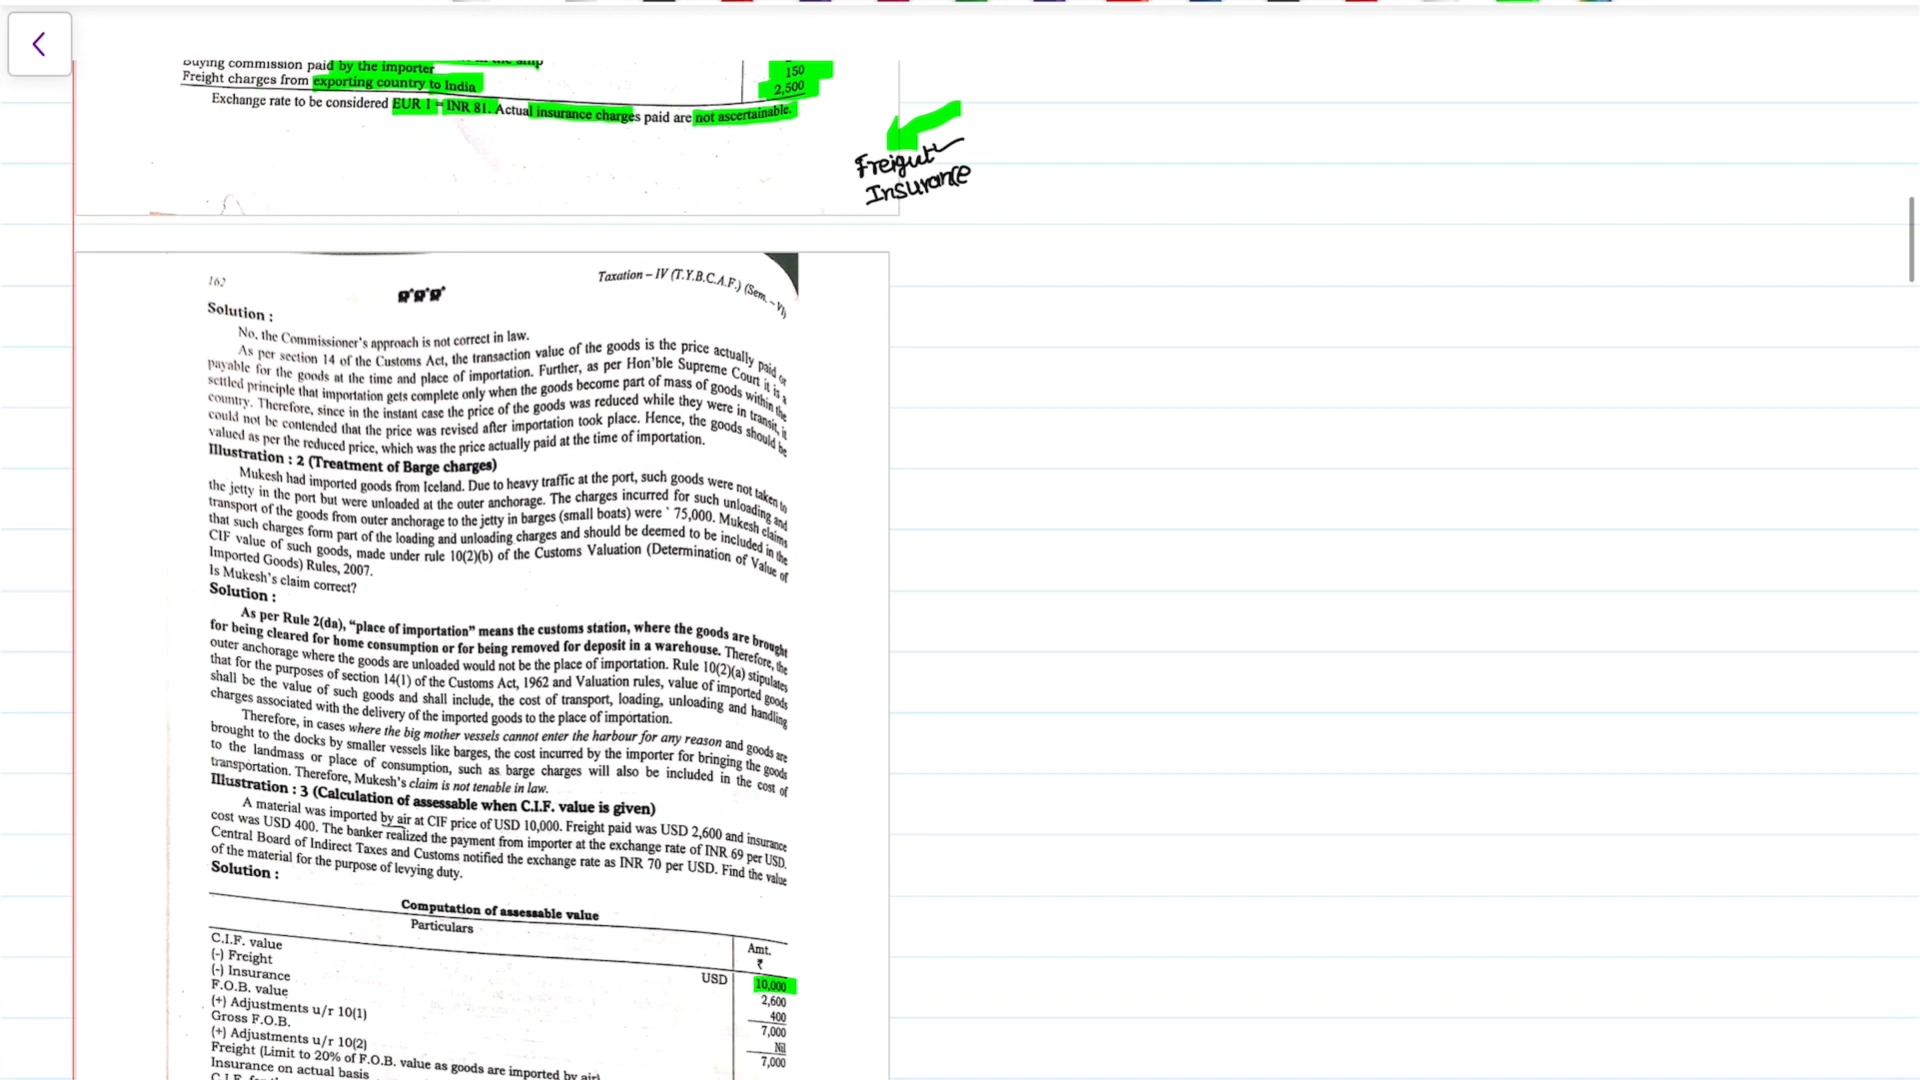 Buying commission paid by the importer 150
Freight charges from exporting country to India 2,500
Exchange rate to be considered EUR 1 = INR 81. Actual insurance charges paid are not ascertainable.
Freight
Insurance
162
Taxation – IV (T.Y.B.C.A.F.) (Sem. – VI)
Solution :
No, the Commissioner's approach is not correct in law.
As per section 14 of the Customs Act, the transaction value of the goods is the price actually paid or
payable for the goods at the time and place of importation. Further, as per Hon'ble Supreme Court it is a
settled principle that importation gets complete only when the goods become part of mass of goods within the
country. Therefore, since in the instant case the price of the goods was reduced while they were in transit, it
could not be contended that the price was revised after importation took place. Hence, the goods should be
valued as per the reduced price, which was the price actually paid at the time of importation.
Illustration : 2 (Treatment of Barge charges)
Mukesh had imported goods from Iceland. Due to heavy traffic at the port, such goods were not taken to
the jetty in the port but were unloaded at the outer anchorage. The charges incurred for such unloading and
transport of the goods from outer anchorage to the jetty in barges (small boats) were ` 75,000. Mukesh claims
that such charges form part of the loading and unloading charges and should be deemed to be included in the
CIF value of such goods, made under rule 10(2)(b) of the Customs Valuation (Determination of Value of
Imported Goods) Rules, 2007.
Is Mukesh's claim correct?
Solution :
As per Rule 2(da), “place of importation” means the customs station, where the goods are brought
for being cleared for home consumption or for being removed for deposit in a warehouse. Therefore, the
outer anchorage where the goods are unloaded would not be the place of importation. Rule 10(2)(a) stipulates
that for the purposes of section 14(1) of the Customs Act, 1962 and Valuation rules, value of imported goods
shall be the value of such goods and shall include, the cost of transport, loading, unloading and handling
charges associated with the delivery of the imported goods to the place of importation.
Therefore, in cases where the big mother vessels cannot enter the harbour for any reason and goods are
brought to the docks by smaller vessels like barges, the cost incurred by the importer for bringing the goods
to the landmass or place of consumption, such as barge charges will also be included in the cost of
transportation. Therefore, Mukesh's claim is not tenable in law.
Illustration : 3 (Calculation of assessable when C.I.F. value is given)
A material was imported by air at CIF price of USD 10,000. Freight paid was USD 2,600 and insurance
cost was USD 400. The banker realized the payment from importer at the exchange rate of INR 69 per USD.
Central Board of Indirect Taxes and Customs notified the exchange rate as INR 70 per USD. Find the value
of the material for the purpose of levying duty.
Solution :
Computation of assessable value
Particulars
Amt.
₹
C.I.F. value USD 10,000
(-) Freight 2,600
(-) Insurance 400
F.O.B. value 7,000
(+) Adjustments u/r 10(1) Nil
Gross F.O.B. 7,000
(+) Adjustments u/r 10(2)
Freight (Limit to 20% of F.O.B. value as goods are imported by air)
Insurance on actual basis